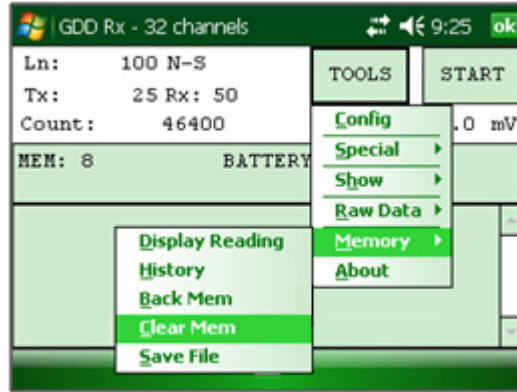 GDD Rx - 32 channels 9:25 ok
Ln: 100 N-S
TOOLS START
Tx: 25 Rx: 50
Count: 46400
.0 mV
MEM: 8 BATTERY
Config
Special
Show
Raw Data
Memory
About
Display Reading
History
Back Mem
Clear Mem
Save File